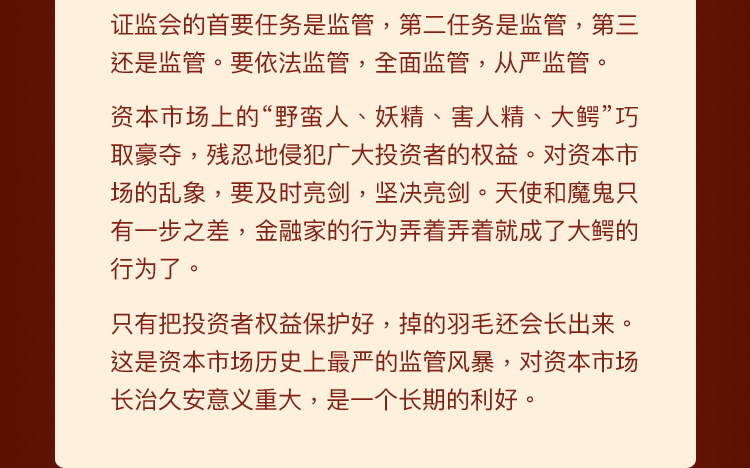 证监会的首要任务是监管，第二任务是监管，第三
还是监管。要依法监管，全面监管，从严监管。
资本市场上的“野蛮人、妖精、害人精、大鳄”巧
取豪夺，残忍地侵犯广大投资者的权益。对资本市
场的乱象，要及时亮剑，坚决亮剑。天使和魔鬼只
有一步之差，金融家的行为弄着弄着就成了大鳄的
行为了。
只有把投资者权益保护好，掉的羽毛还会长出来。
这是资本市场历史上最严的监管风暴，对资本市场
长治久安意义重大，是一个长期的利好。